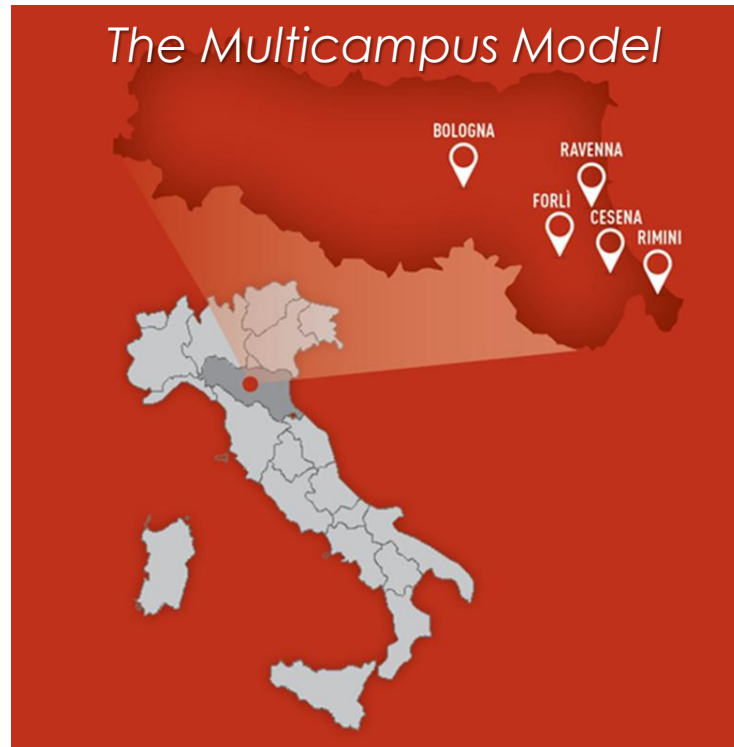 The Multicampus Model
BOLOGNA
RAVENNA
FORLÌ
CESENA
RIMINI